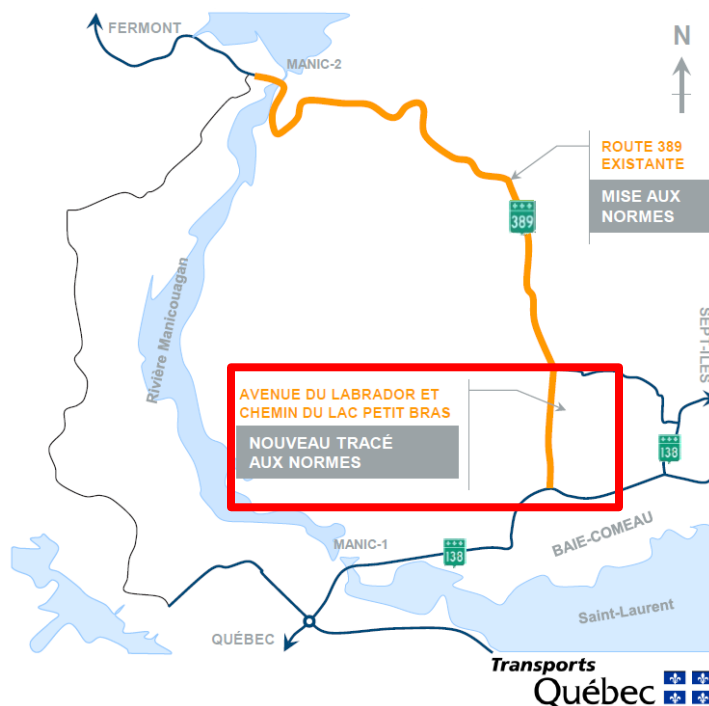 FERMONT
MANIC-2
N
ROUTE 389
EXISTANTE
MISE AUX
NORMES
389
Rivière Manicouagan
SEPT-ILES
AVENUE DU LABRADOR ET
CHEMIN DU LAC PETIT BRAS
NOUVEAU TRACÉ
AUX NORMES
138
BAIE-COMEAU
MANIC-1
138
Saint-Laurent
QUÉBEC
Transports
Québec